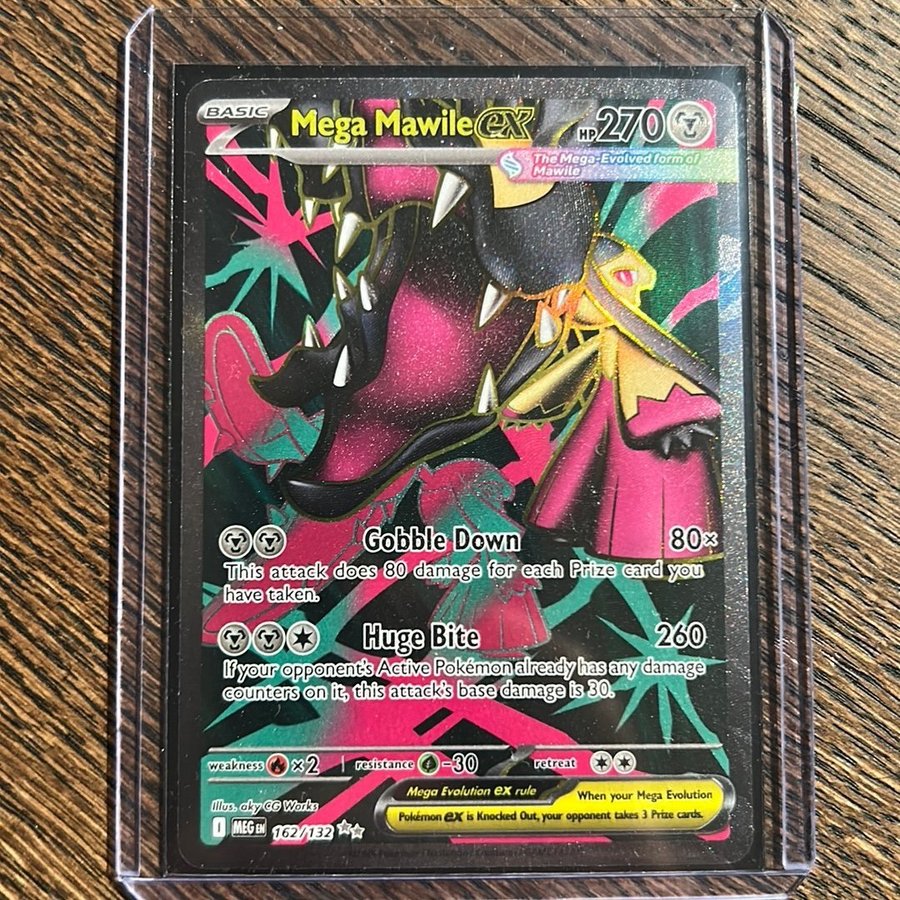 BASIC
Mega Mawile ex HP 270
The Mega-Evolved form of
Mawile
Gobble Down 80×
This attack does 80 damage for each Prize card you
have taken.
Huge Bite 260
If your opponent's Active Pokémon already has any damage
counters on it, this attack's base damage is 30.
weakness ×2 resistance -30 retreat
Mega Evolution ex rule
When your Mega Evolution
Pokémon ex is Knocked Out, your opponent takes 3 Prize cards.
Illus. aky CG Works
I MEG EN 162/132